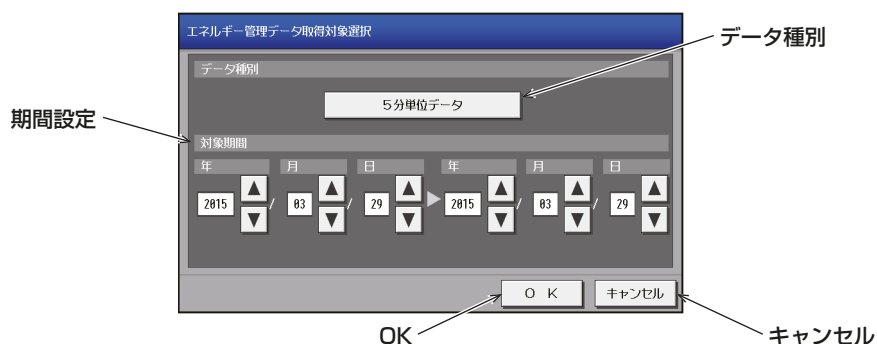 エネルギー管理データ取得対象選択
データ種別
データ種別
5分単位データ
期間設定
対象期間
年 月 日 年 月 日
2015 / 03 / 29 ▶ 2015 / 03 / 29
O K キャンセル
OK キャンセル